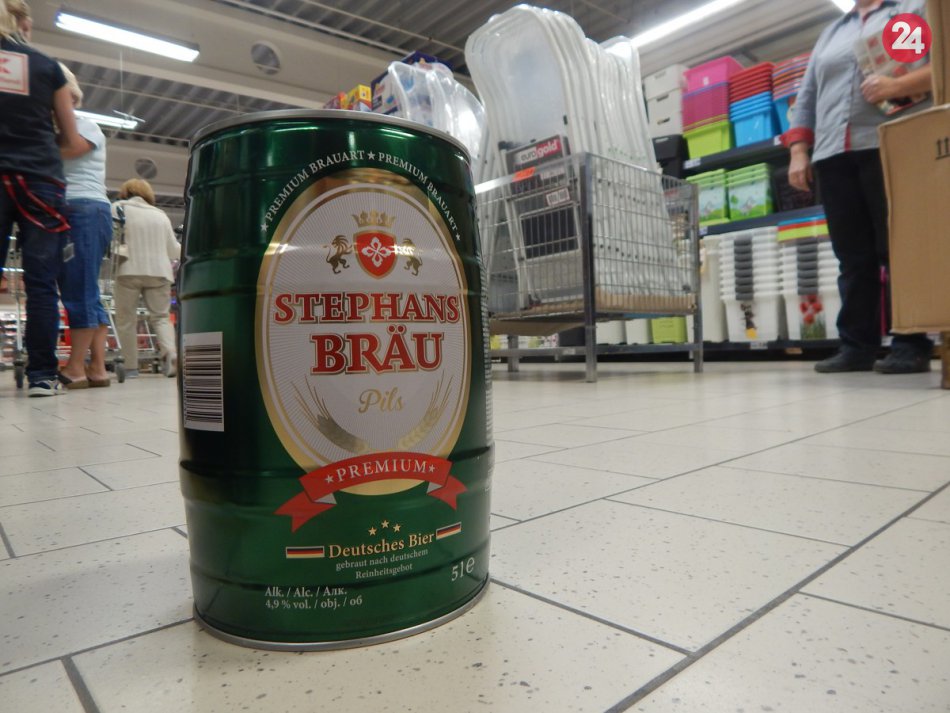 24
K
eurogold
PREMIUM BRAUART ★ PREMIUM BRAUART ★
STEPHANS
BRÄU
Pils
★ PREMIUM ★
Deutsches Bier
gebraut nach deutschem
Reinheitsgebot
5l e
Alk. / Alc. / Алк.
4,9 % vol. / obj. / об